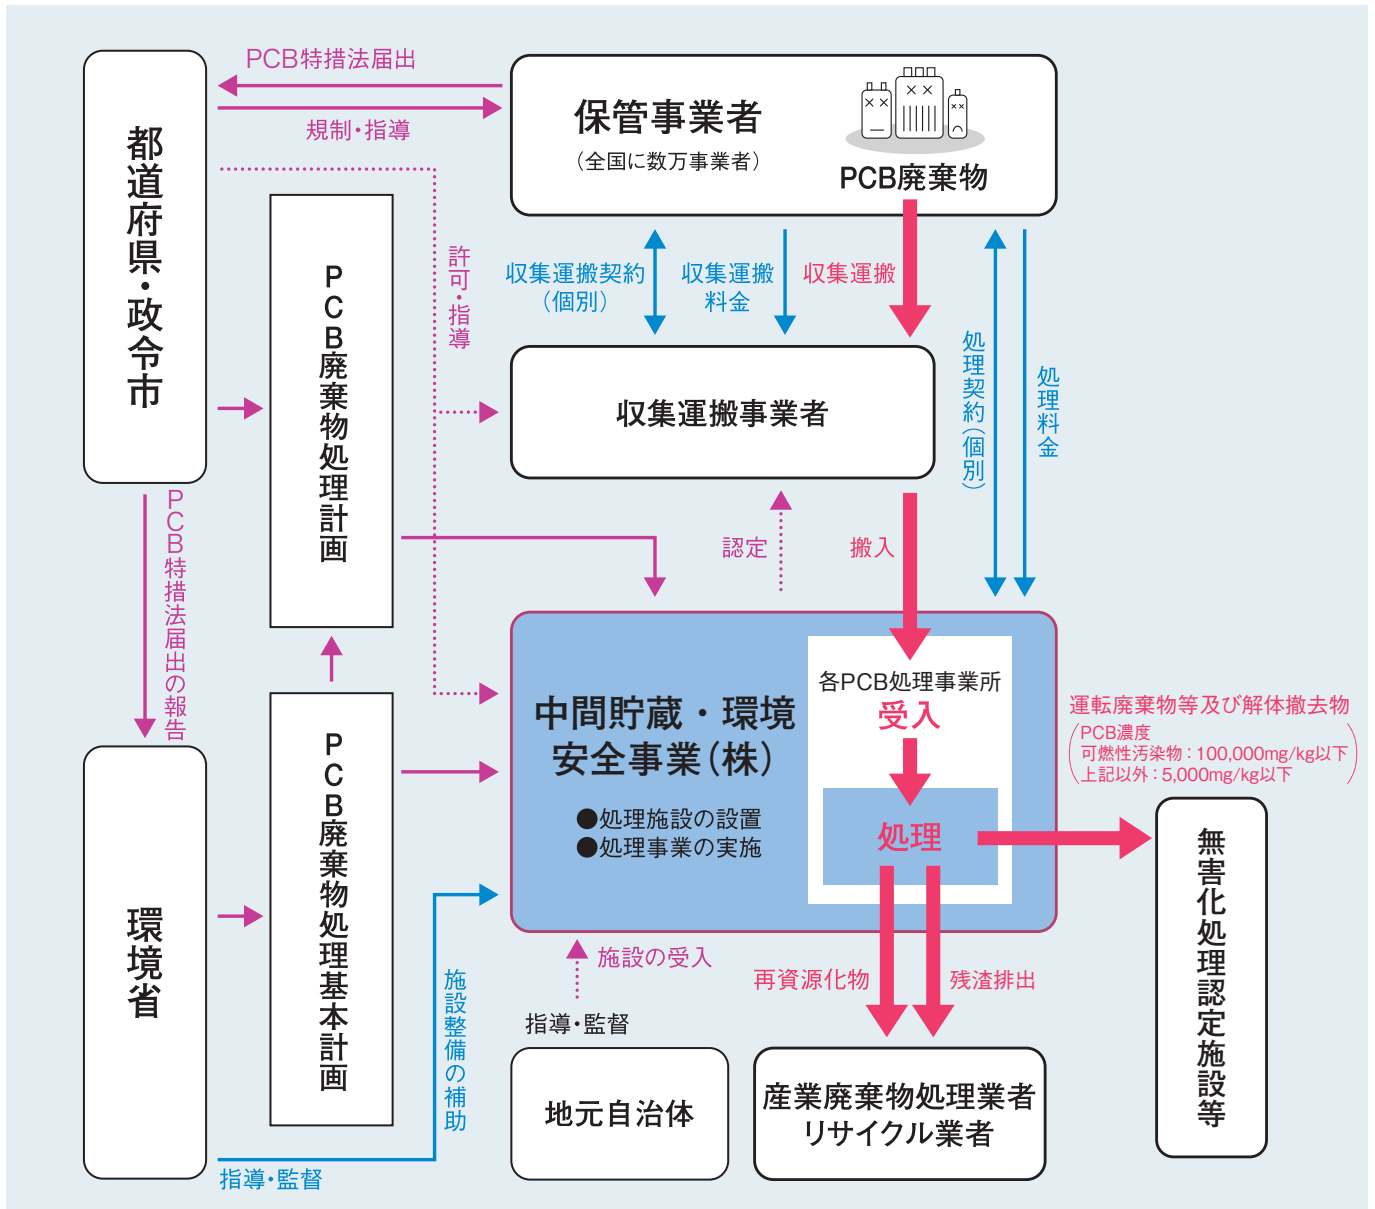 PCB特措法届出
規制・指導
都道府県・政令市
保管事業者
（全国に数万事業者）
PCB廃棄物
許可・指導
収集運搬契約
（個別）
収集運搬
料金
収集運搬
処理契約（個別）
処理料金
PCB廃棄物処理計画
収集運搬事業者
PCB特措法届出の報告
認定
搬入
中間貯蔵・環境
安全事業（株）
●処理施設の設置
●処理事業の実施
各PCB処理事業所
受入
処理
運転廃棄物等及び解体撤去物
（PCB濃度
可燃性汚染物：100,000mg/kg以下
上記以外：5,000mg/kg以下）
環境省
PCB廃棄物処理基本計画
無害化処理認定施設等
施設整備の補助
施設の受入
指導・監督
再資源化物
残渣排出
地元自治体
産業廃棄物処理業者
リサイクル業者
指導・監督